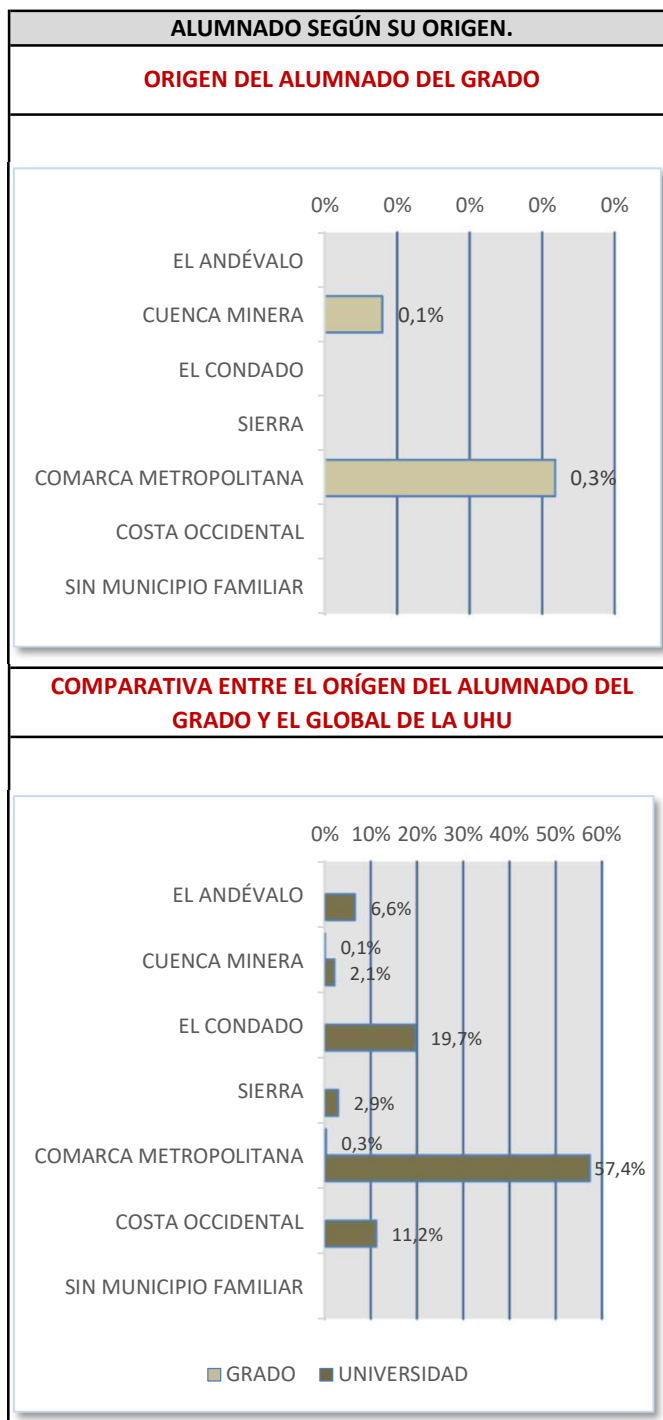 ALUMNADO SEGÚN SU ORIGEN.
ORIGEN DEL ALUMNADO DEL GRADO
0% 0% 0% 0% 0%
EL ANDÉVALO
CUENCA MINERA 0,1%
EL CONDADO
SIERRA
COMARCA METROPOLITANA 0,3%
COSTA OCCIDENTAL
SIN MUNICIPIO FAMILIAR
COMPARATIVA ENTRE EL ORÍGEN DEL ALUMNADO DEL
GRADO Y EL GLOBAL DE LA UHU
0% 10% 20% 30% 40% 50% 60%
EL ANDÉVALO 6,6%
0,1%
CUENCA MINERA 2,1%
EL CONDADO 19,7%
SIERRA 2,9%
0,3%
COMARCA METROPOLITANA 57,4%
COSTA OCCIDENTAL 11,2%
SIN MUNICIPIO FAMILIAR
GRADO UNIVERSIDAD